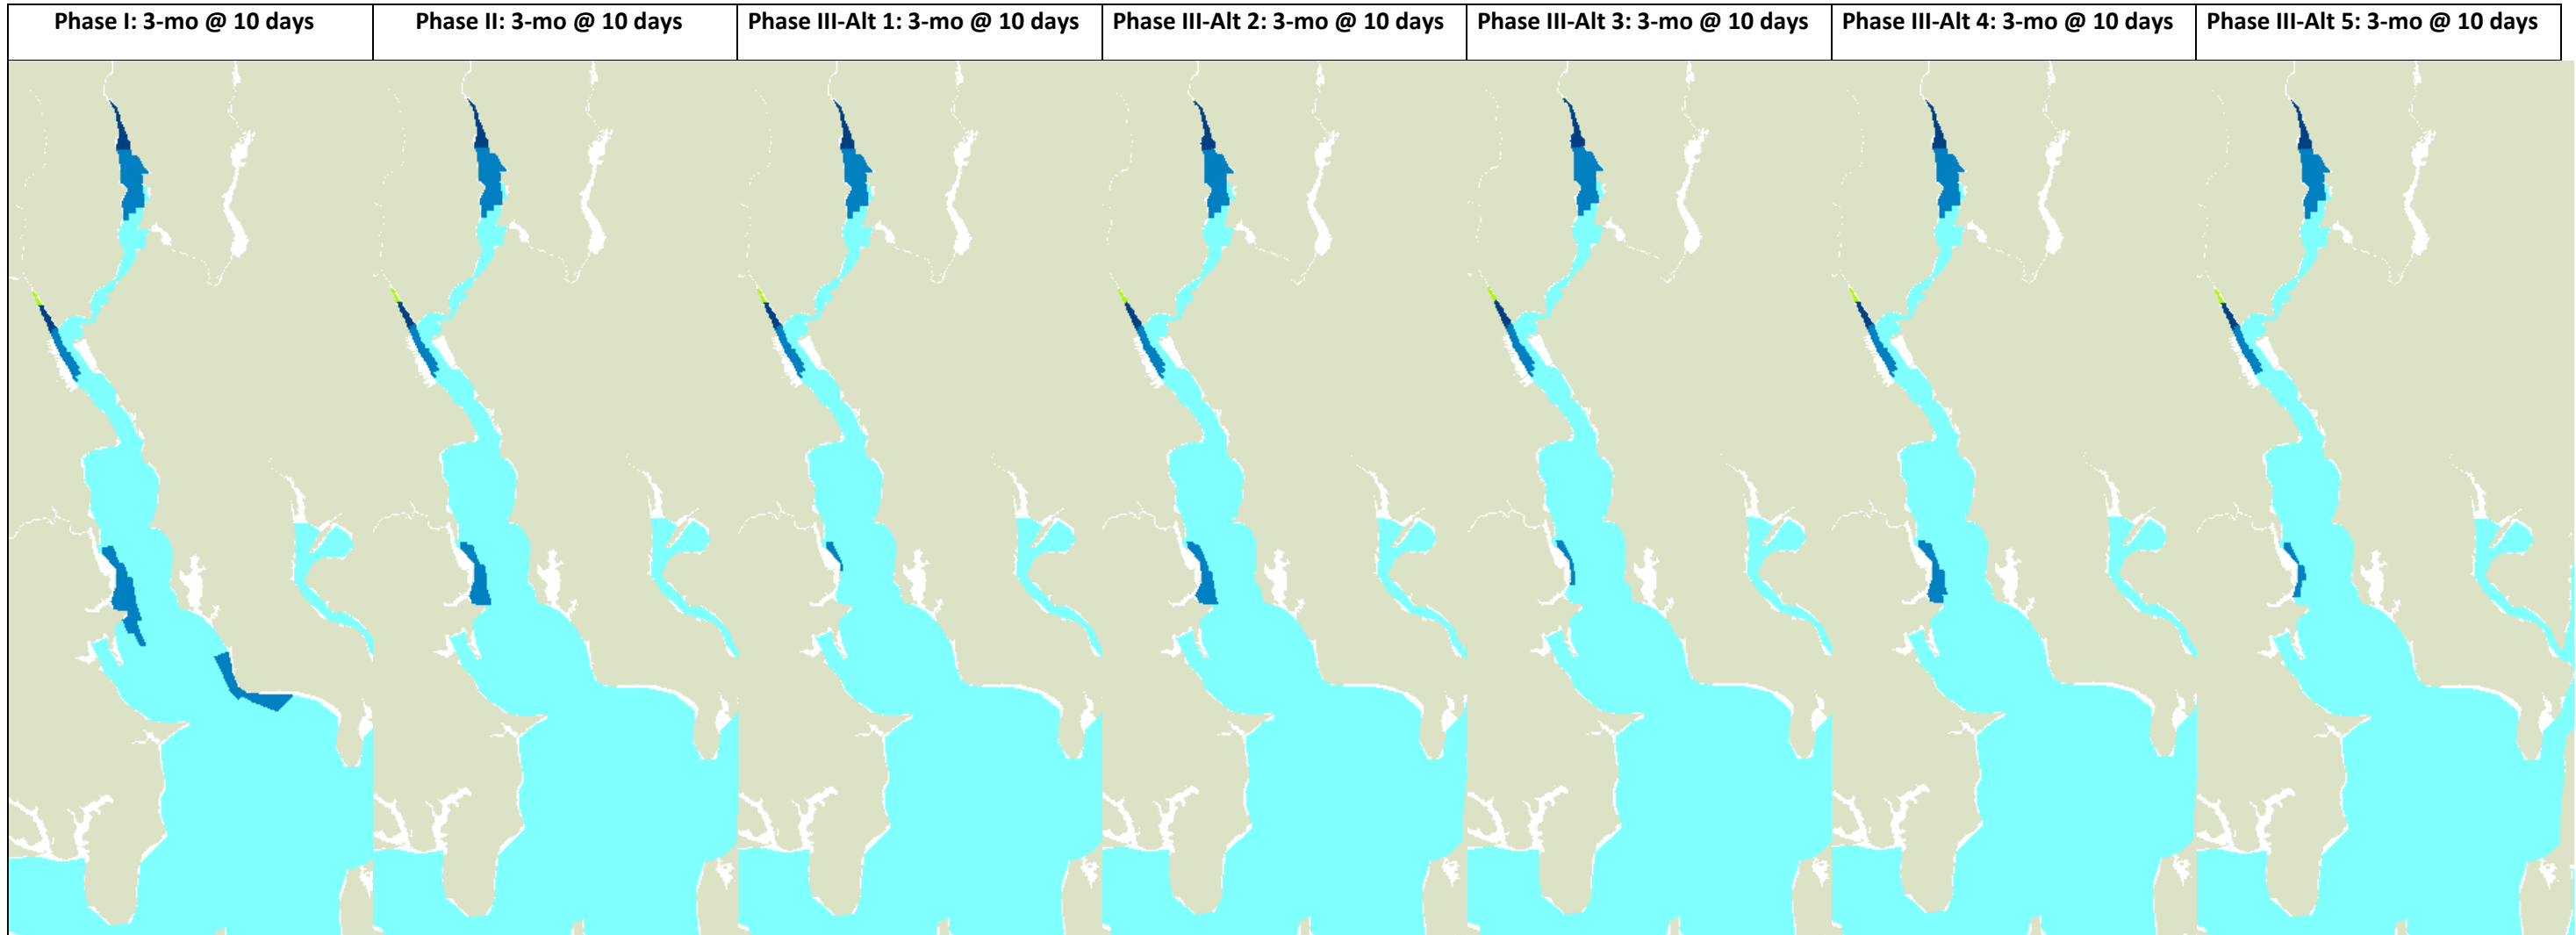 Phase I: 3-mo @ 10 days
Phase II: 3-mo @ 10 days
Phase III-Alt 1: 3-mo @ 10 days
Phase III-Alt 2: 3-mo @ 10 days
Phase III-Alt 3: 3-mo @ 10 days
Phase III-Alt 4: 3-mo @ 10 days
Phase III-Alt 5: 3-mo @ 10 days